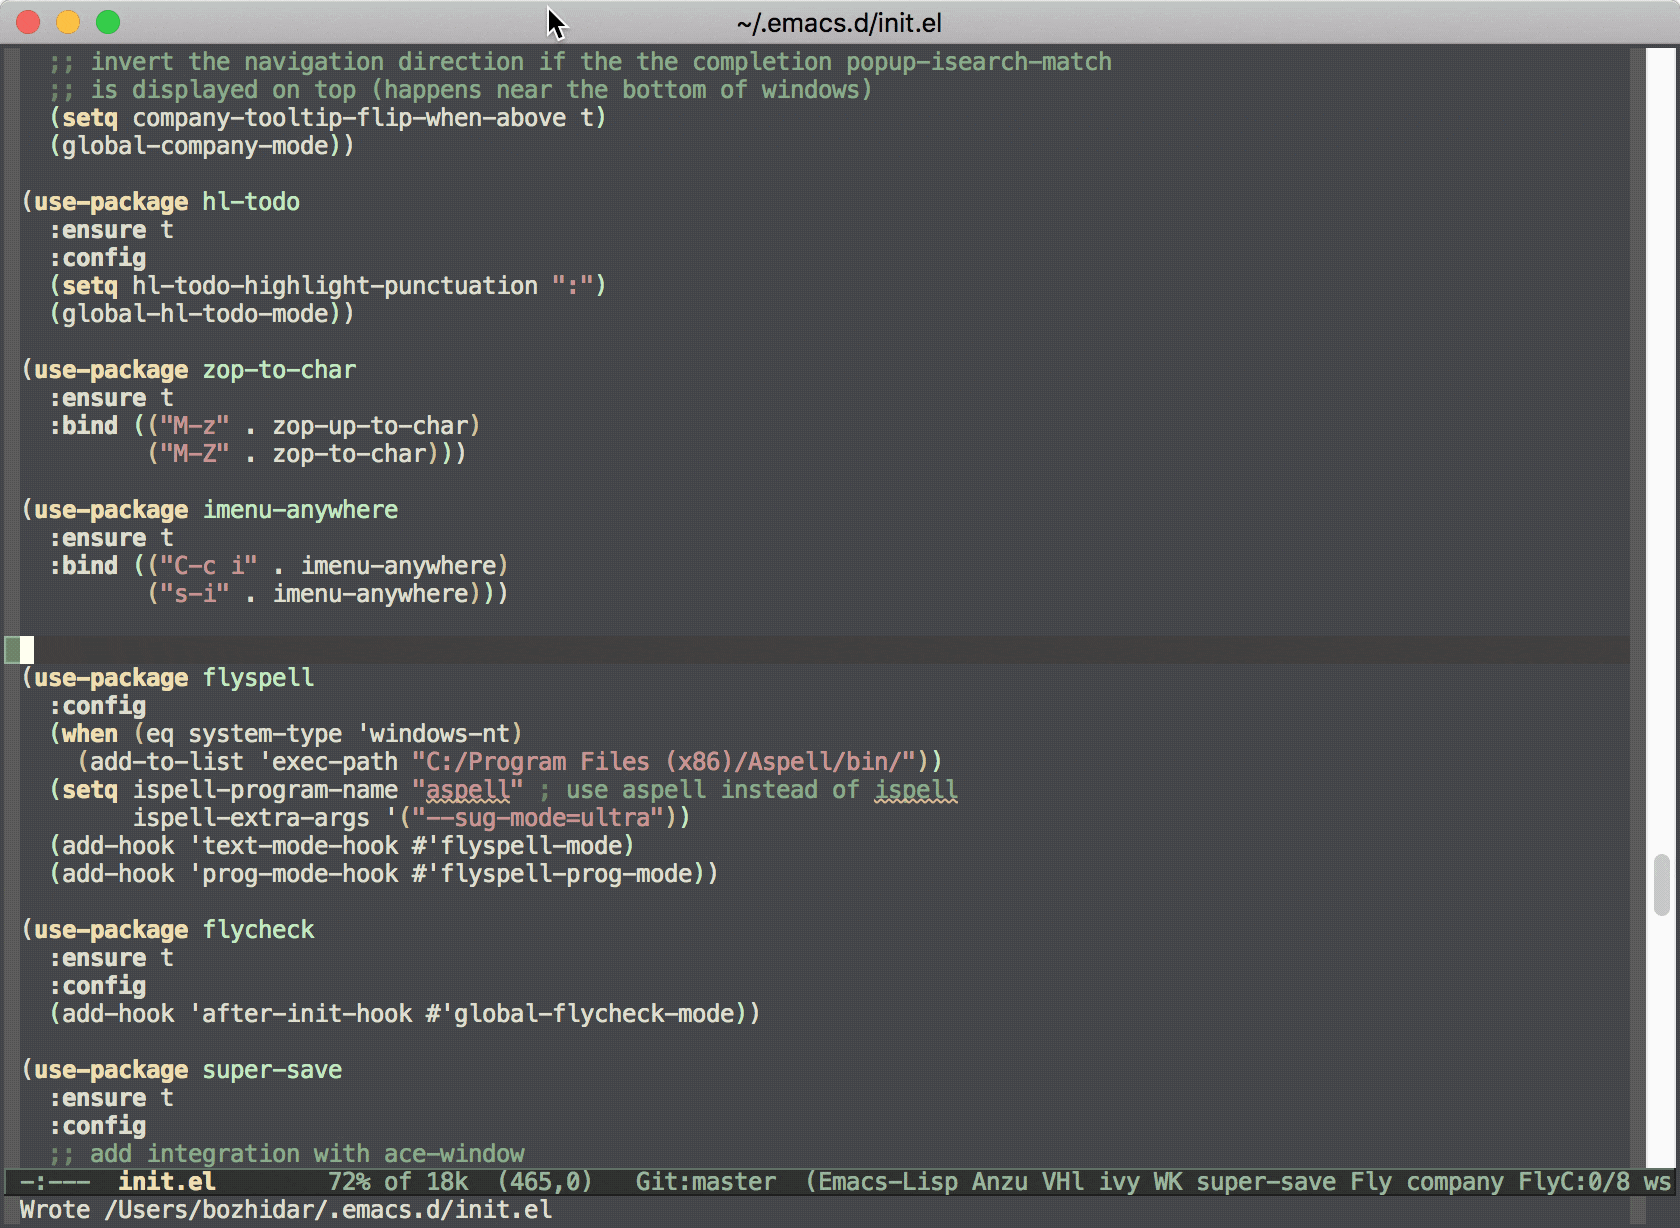 ~/.emacs.d/init.el
  ;; invert the navigation direction if the the completion popup-isearch-match
  ;; is displayed on top (happens near the bottom of windows)
  (setq company-tooltip-flip-when-above t)
  (global-company-mode))

(use-package hl-todo
  :ensure t
  :config
  (setq hl-todo-highlight-punctuation ":")
  (global-hl-todo-mode))

(use-package zop-to-char
  :ensure t
  :bind (("M-z" . zop-up-to-char)
         ("M-Z" . zop-to-char)))

(use-package imenu-anywhere
  :ensure t
  :bind (("C-c i" . imenu-anywhere)
         ("s-i" . imenu-anywhere)))

(use-package flyspell
  :config
  (when (eq system-type 'windows-nt)
    (add-to-list 'exec-path "C:/Program Files (x86)/Aspell/bin/"))
  (setq ispell-program-name "aspell" ; use aspell instead of ispell
        ispell-extra-args '("--sug-mode=ultra"))
  (add-hook 'text-mode-hook #'flyspell-mode)
  (add-hook 'prog-mode-hook #'flyspell-prog-mode))

(use-package flycheck
  :ensure t
  :config
  (add-hook 'after-init-hook #'global-flycheck-mode))

(use-package super-save
  :ensure t
  :config
  ;; add integration with ace-window
-:---  init.el        72% of 18k  (465,0)   Git:master  (Emacs-Lisp Anzu VHl ivy WK super-save Fly company FlyC:0/8 ws
Wrote /Users/bozhidar/.emacs.d/init.el